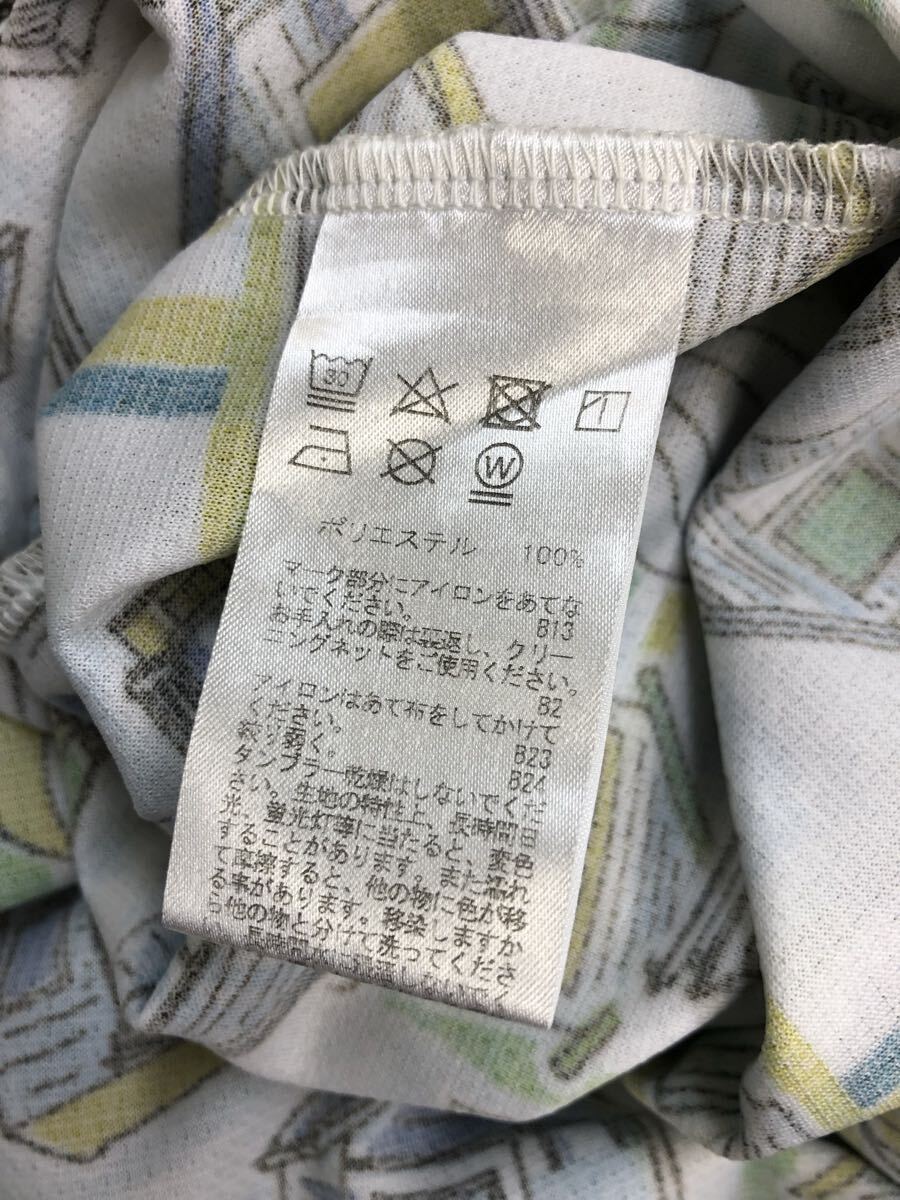 30
W
ポリエステル 100%
マーク部分にアイロンをあてな
いでください。
B13
お手入れの際は裏返し、クリー
ニングネットをご使用ください。
B2
アイロンはあて布をしてかけて
ください。
B23
絞り弱く。
B24
タンブラー乾燥はしないでくだ
さい。生地の特性上、長時間日
光、蛍光灯等に当たると、変色
することがあります。また濡れ
て摩擦すると、他の物に色が移
る事があります。移染しますか
ら他の物と分けて洗ってくださ